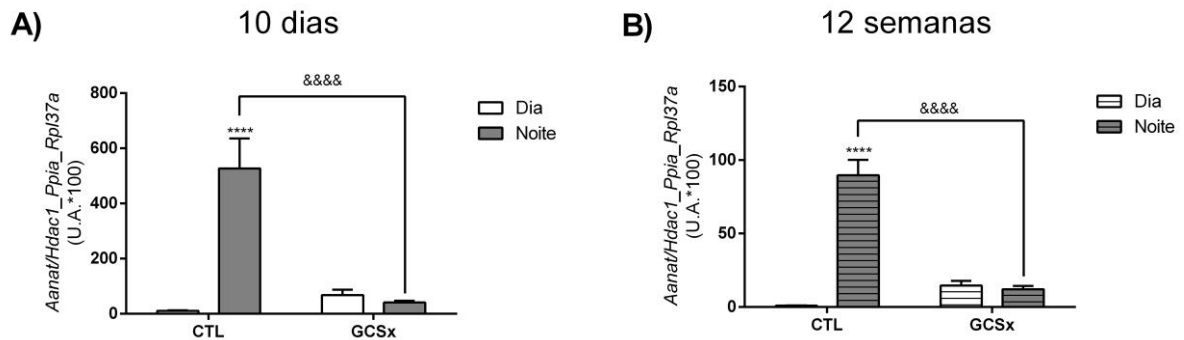 A)
10 dias
Aanat/Hdac1_Ppia_Rpl37a
(U.A.*100)
800
600
400
200
0
&&&&
****
Dia
Noite
CTL
GCSx
B)
12 semanas
Aanat/Hdac1_Ppia_Rpl37a
(U.A.*100)
150
100
50
0
&&&&
****
Dia
Noite
CTL
GCSx